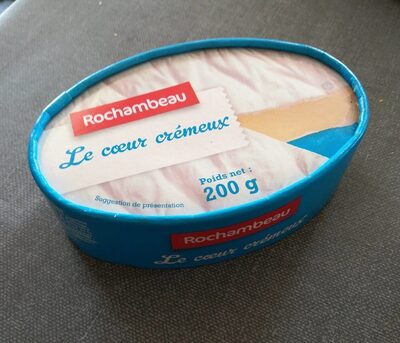 Rochambeau
Le cœur crémeux
Poids net :
200 g
Suggestion de présentation
Rochambeau
Le cœur crémeux